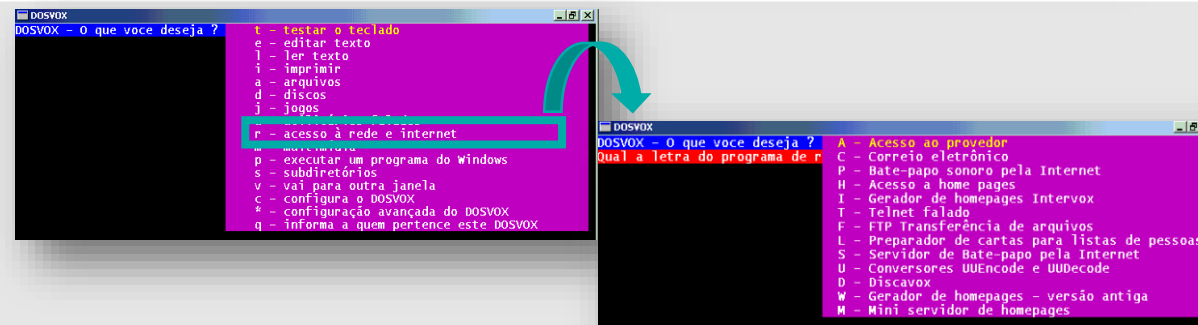 DOSVOX
DOSVOX - O que voce deseja ?
t - testar o teclado
e - editar texto
l - ler texto
i - imprimir
a - arquivos
d - discos
j - jogos
r - acesso à rede e internet
p - executar um programa do Windows
s - subdiretórios
v - vai para outra janela
c - configura o DOSVOX
* - configuração avançada do DOSVOX
q - informa a quem pertence este DOSVOX
DOSVOX
DOSVOX - O que voce deseja ?
Qual a letra do programa de r
A - Acesso ao provedor
C - Correio eletrônico
P - Bate-papo sonoro pela Internet
H - Acesso a home pages
I - Gerador de homepages Intervox
T - Telnet falado
F - FTP Transferência de arquivos
L - Preparador de cartas para listas de pessoas
S - Servidor de Bate-papo pela Internet
U - Conversores UUEncode e UUDecode
D - Discavox
W - Gerador de homepages - versão antiga
M - Mini servidor de homepages